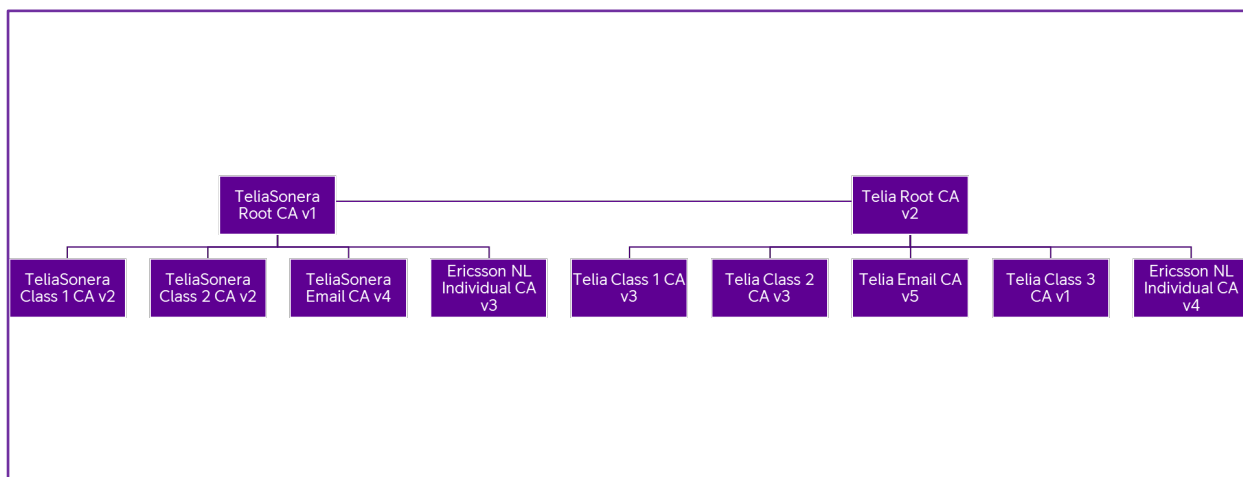 TeliaSonera
Root CA v1
Telia Root CA
v2
TeliaSonera
Class 1 CA v2
TeliaSonera
Class 2 CA v2
TeliaSonera
Email CA v4
Ericsson NL
Individual CA
v3
Telia Class 1 CA
v3
Telia Class 2
CA v3
Telia Email CA
v5
Telia Class 3
CA v1
Ericsson NL
Individual CA
v4